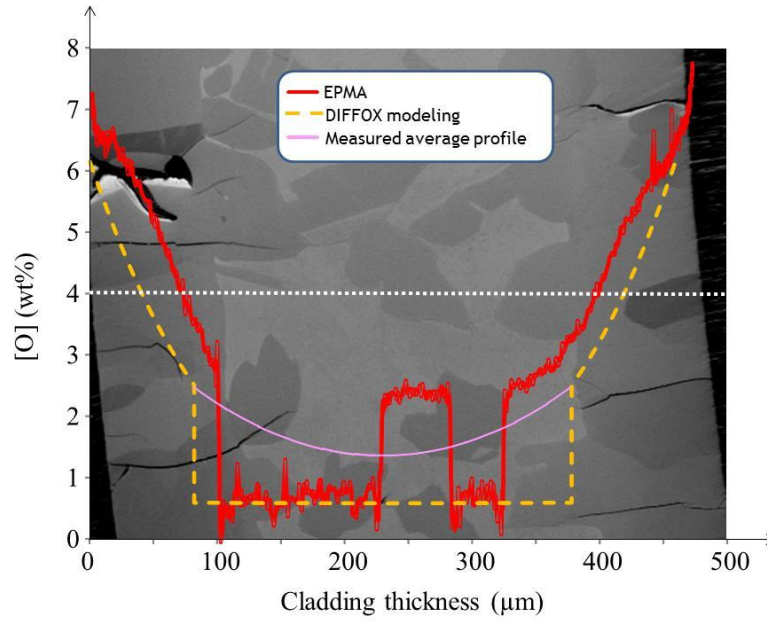 8
7
6
5
4
3
2
1
0
[O] (wt%)
EPMA
DIFFOX modeling
Measured average profile
0 100 200 300 400 500
Cladding thickness (µm)